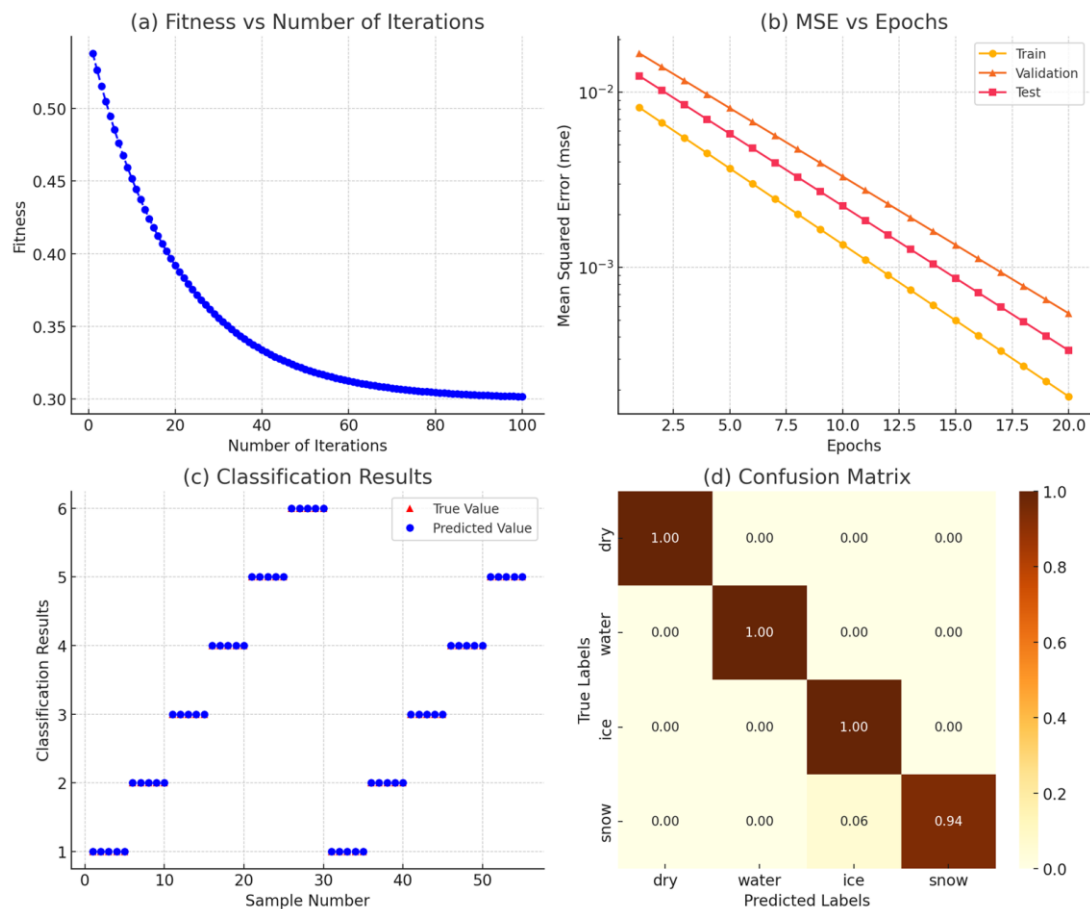 (a) Fitness vs Number of Iterations
0.50
0.45
0.40
0.35
0.30
Fitness
0 20 40 60 80 100
Number of Iterations
(b) MSE vs Epochs
Train
Validation
Test
10⁻²
10⁻³
Mean Squared Error (mse)
2.5 5.0 7.5 10.0 12.5 15.0 17.5 20.0
Epochs
(c) Classification Results
True Value
Predicted Value
6
5
4
3
2
1
Classification Results
0 10 20 30 40 50
Sample Number
(d) Confusion Matrix
True Labels
dry
1.00 0.00 0.00 0.00
water
0.00 1.00 0.00 0.00
ice
0.00 0.00 1.00 0.00
snow
0.00 0.00 0.06 0.94
dry water ice snow
Predicted Labels
1.0
0.8
0.6
0.4
0.2
0.0